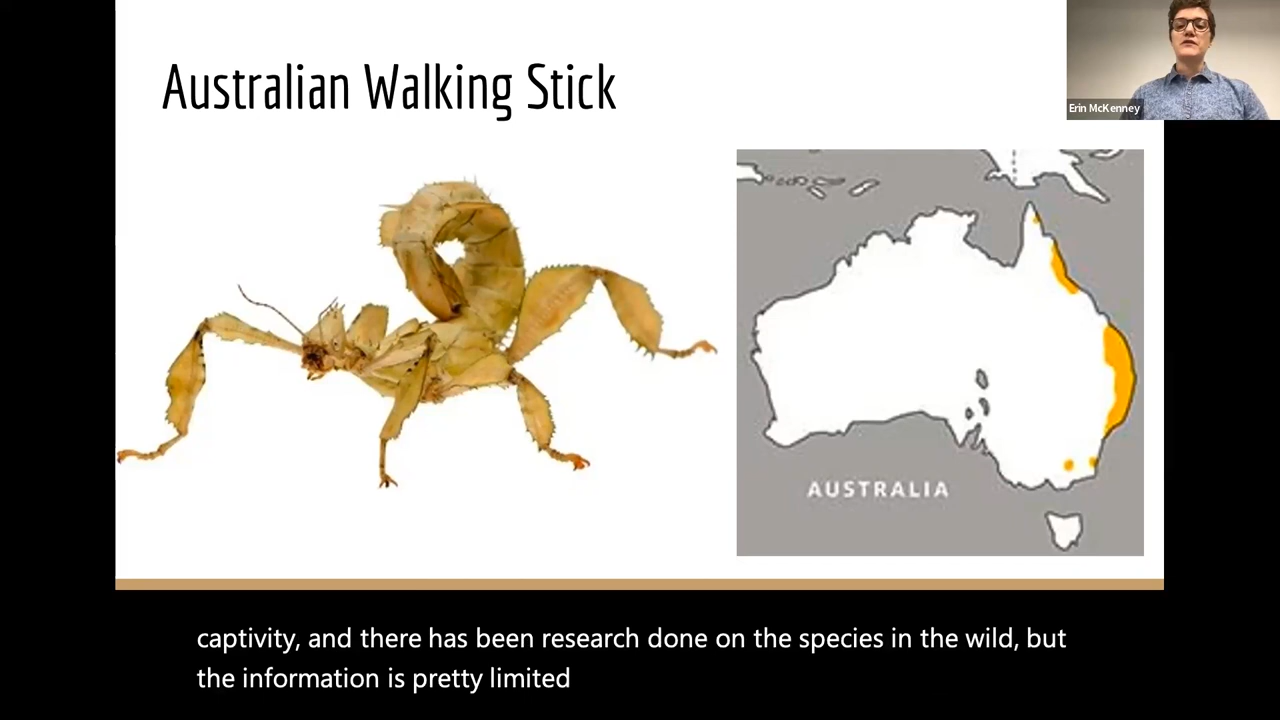 Australian Walking Stick
Erin McKenney
AUSTRALIA
captivity, and there has been research done on the species in the wild, but
the information is pretty limited